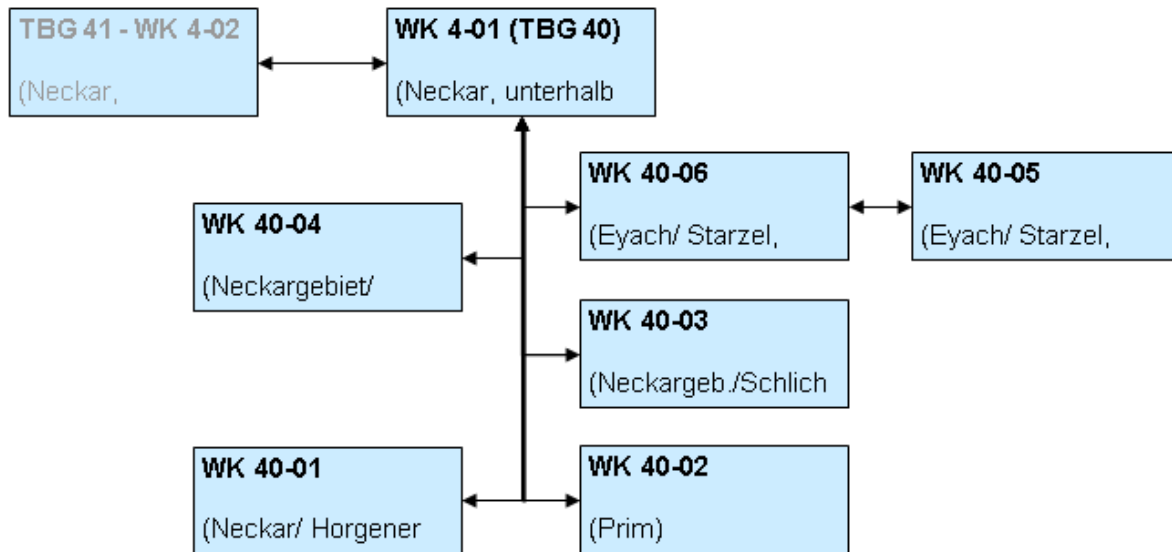 TBG 41 - WK 4-02
(Neckar,
WK 4-01 (TBG 40)
(Neckar, unterhalb
WK 40-06
(Eyach/ Starzel,
WK 40-05
(Eyach/ Starzel,
WK 40-04
(Neckargebiet/
WK 40-03
(Neckargeb./Schlich
WK 40-01
(Neckar/ Horgener
WK 40-02
(Prim)